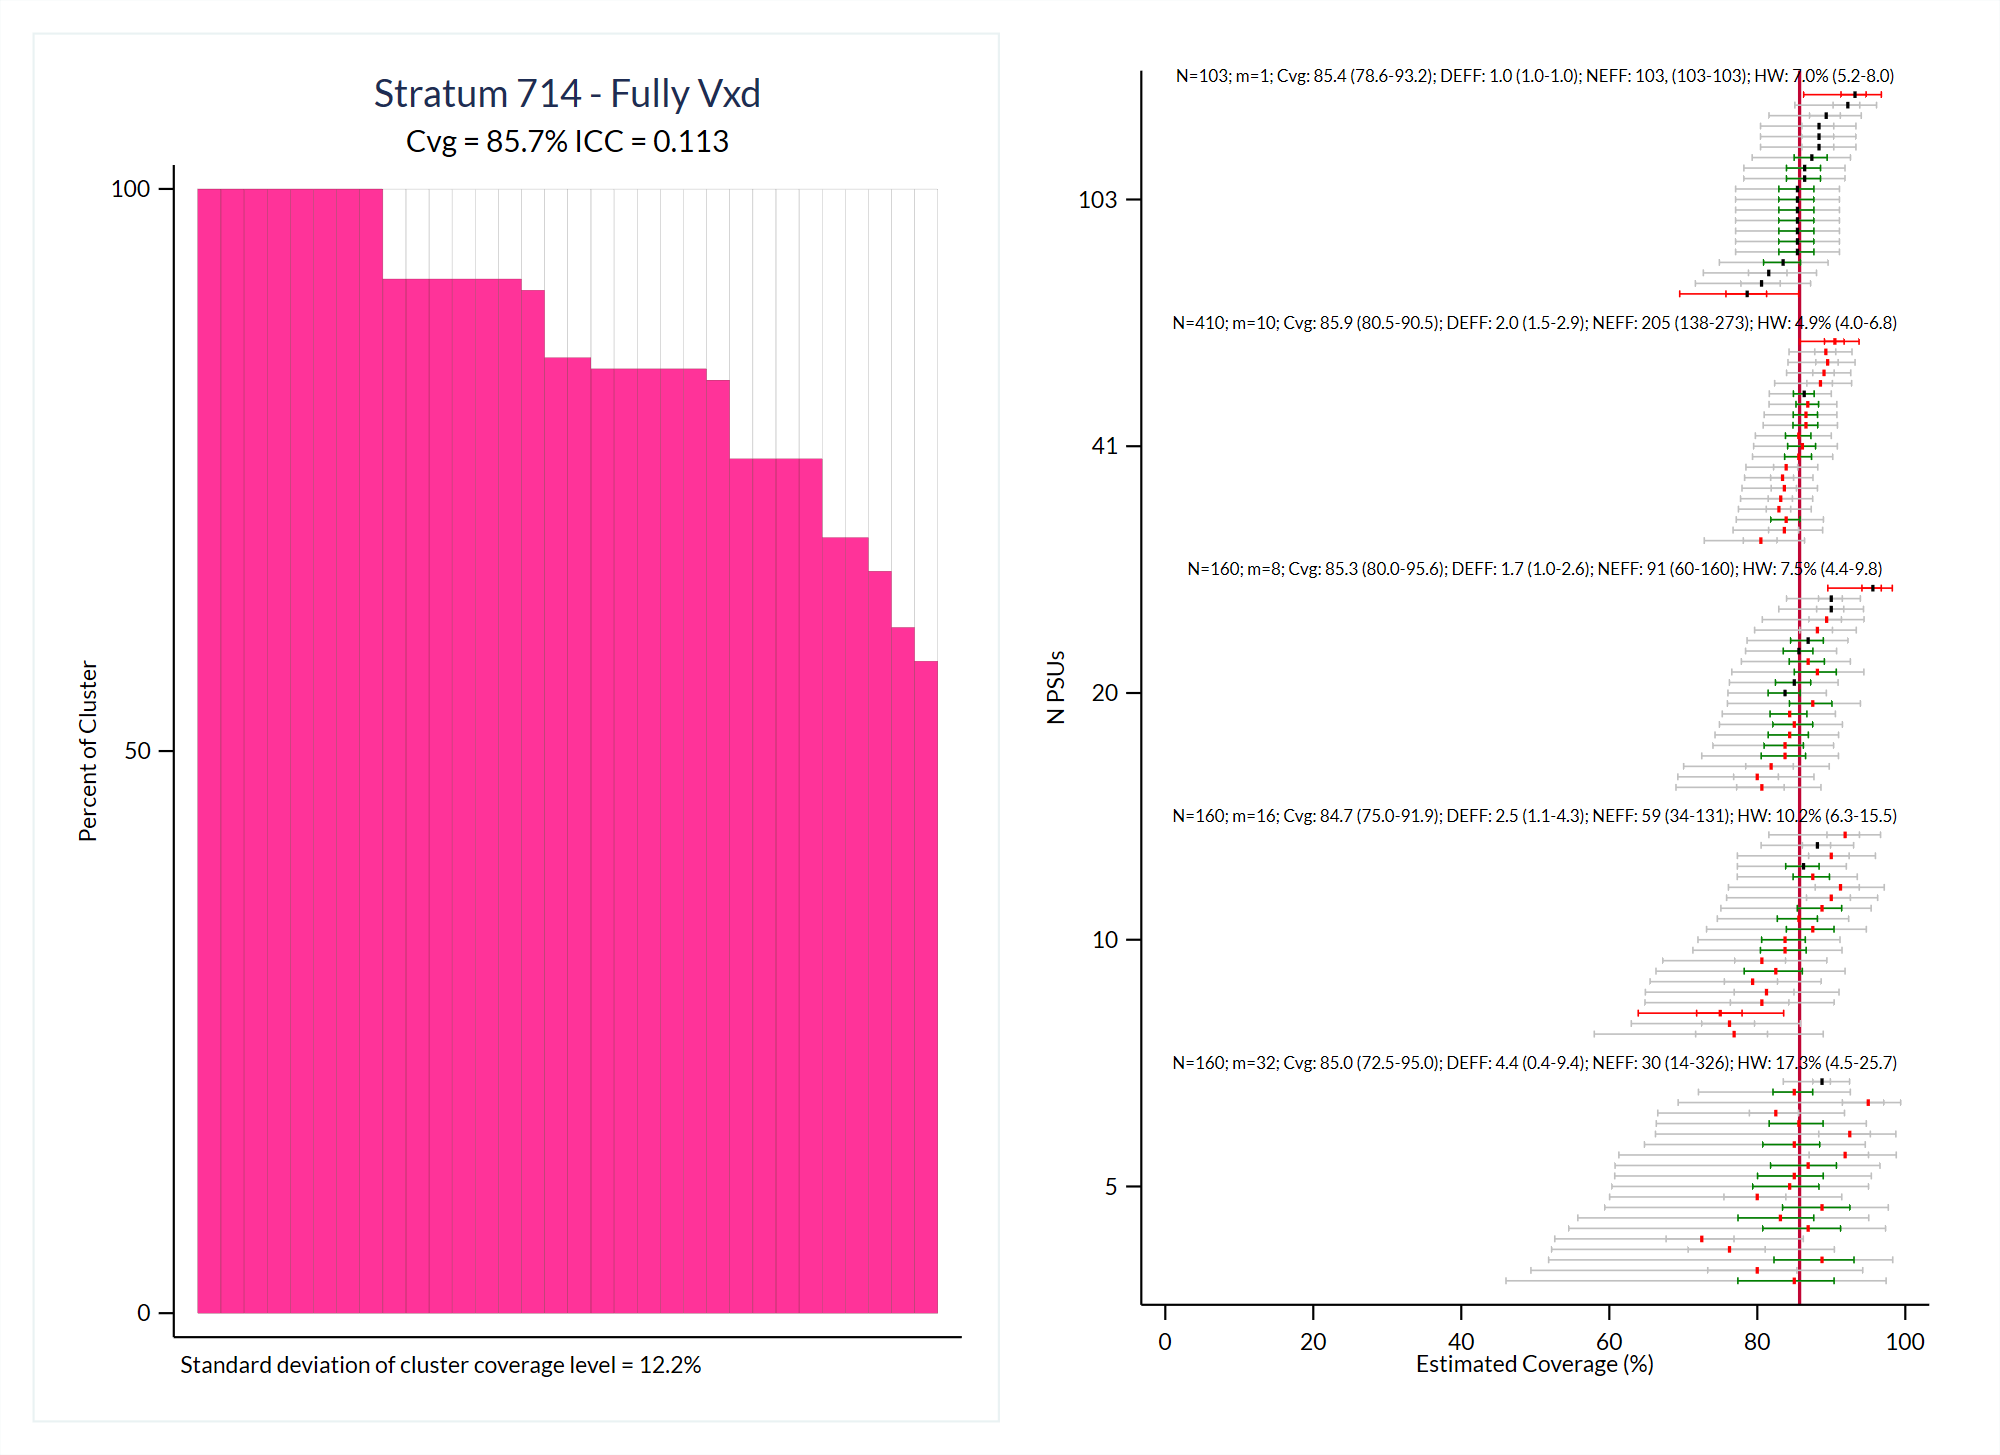 Stratum 714 - Fully Vxd
Cvg = 85.7% ICC = 0.113
100
50
0
Percent of Cluster
Standard deviation of cluster coverage level = 12.2%
N=103; m=1; Cvg: 85.4 (78.6-93.2); DEFF: 1.0 (1.0-1.0); NEFF: 103, (103-103); HW: 7.0% (5.2-8.0)
103
N=410; m=10; Cvg: 85.9 (80.5-90.5); DEFF: 2.0 (1.5-2.9); NEFF: 205 (138-273); HW: 4.9% (4.0-6.8)
41
N=160; m=8; Cvg: 85.3 (80.0-95.6); DEFF: 1.7 (1.0-2.6); NEFF: 91 (60-160); HW: 7.5% (4.4-9.8)
N PSUs
20
N=160; m=16; Cvg: 84.7 (75.0-91.9); DEFF: 2.5 (1.1-4.3); NEFF: 59 (34-131); HW: 10.2% (6.3-15.5)
10
N=160; m=32; Cvg: 85.0 (72.5-95.0); DEFF: 4.4 (0.4-9.4); NEFF: 30 (14-326); HW: 17.3% (4.5-25.7)
5
0 20 40 60 80 100
Estimated Coverage (%)